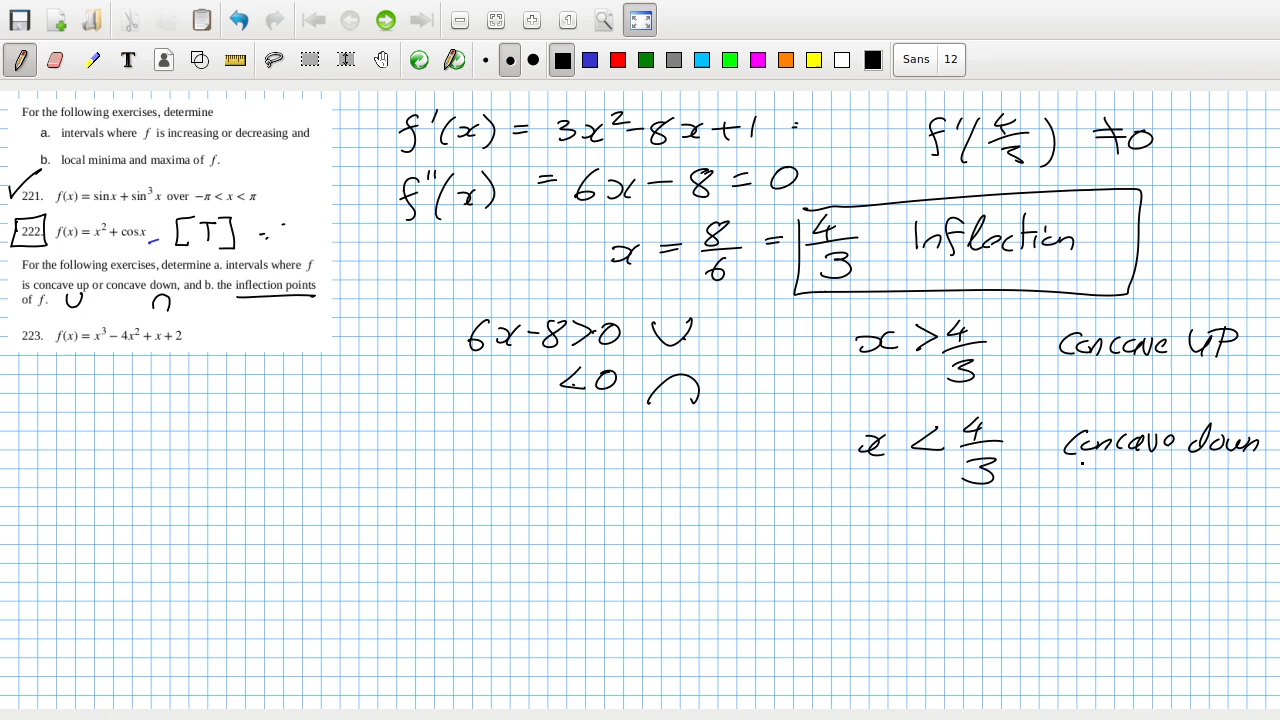 Sans 12
For the following exercises, determine
a. intervals where f is increasing or decreasing and
b. local minima and maxima of f.
221. f(x) = sin x + sin³ x over −π < x < π
222. f(x) = x² + cos x [T]
For the following exercises, determine a. intervals where f
is concave up or concave down, and b. the inflection points
of f.
223. f(x) = x³ − 4x² + x + 2
f'(x) = 3x² − 8x + 1
f'(4/3) ≠ 0
f''(x) = 6x − 8 = 0
x = 8/6 = 4/3 Inflection
6x − 8 > 0 ∪
< 0 ∩
x > 4/3 concave UP
x < 4/3 concave down